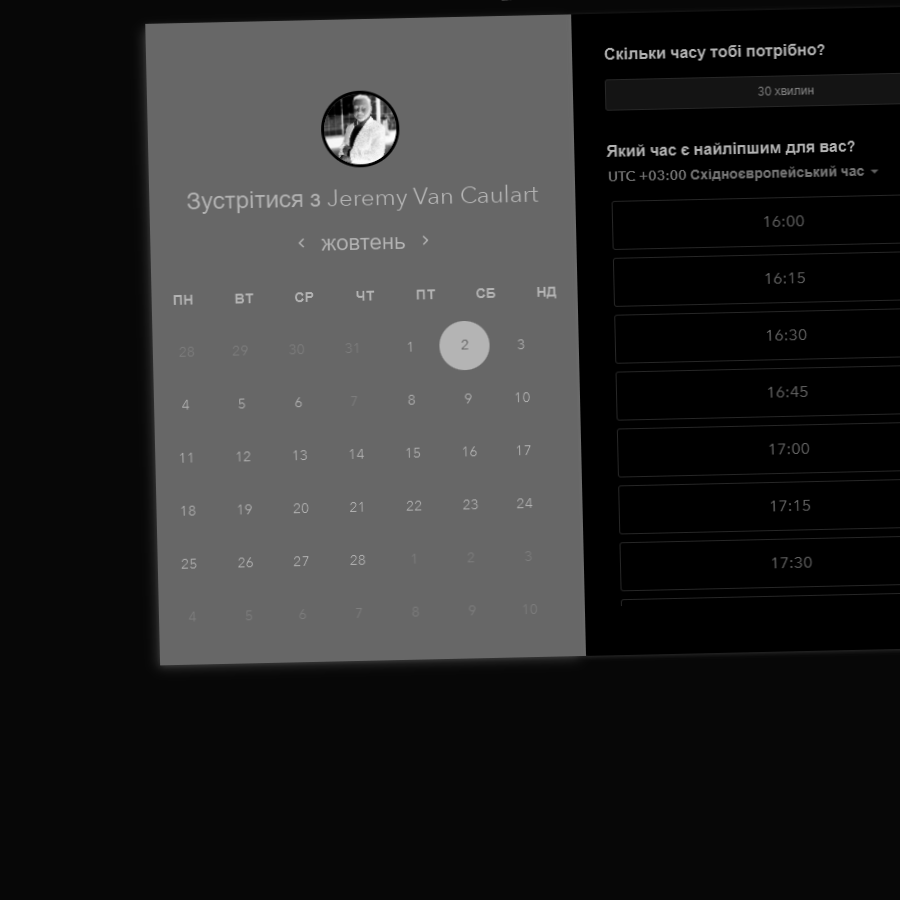 Зустрітися з Jeremy Van Caulart
жовтень
ПН ВТ СР ЧТ ПТ СБ НД
28 29 30 31 1 2 3
4 5 6 7 8 9 10
11 12 13 14 15 16 17
18 19 20 21 22 23 24
25 26 27 28 1 2 3
4 5 6 7 8 9 10
Скільки часу тобі потрібно?
30 хвилин
Який час є найліпшим для вас?
UTC +03:00 Східноєвропейський час
16:00
16:15
16:30
16:45
17:00
17:15
17:30